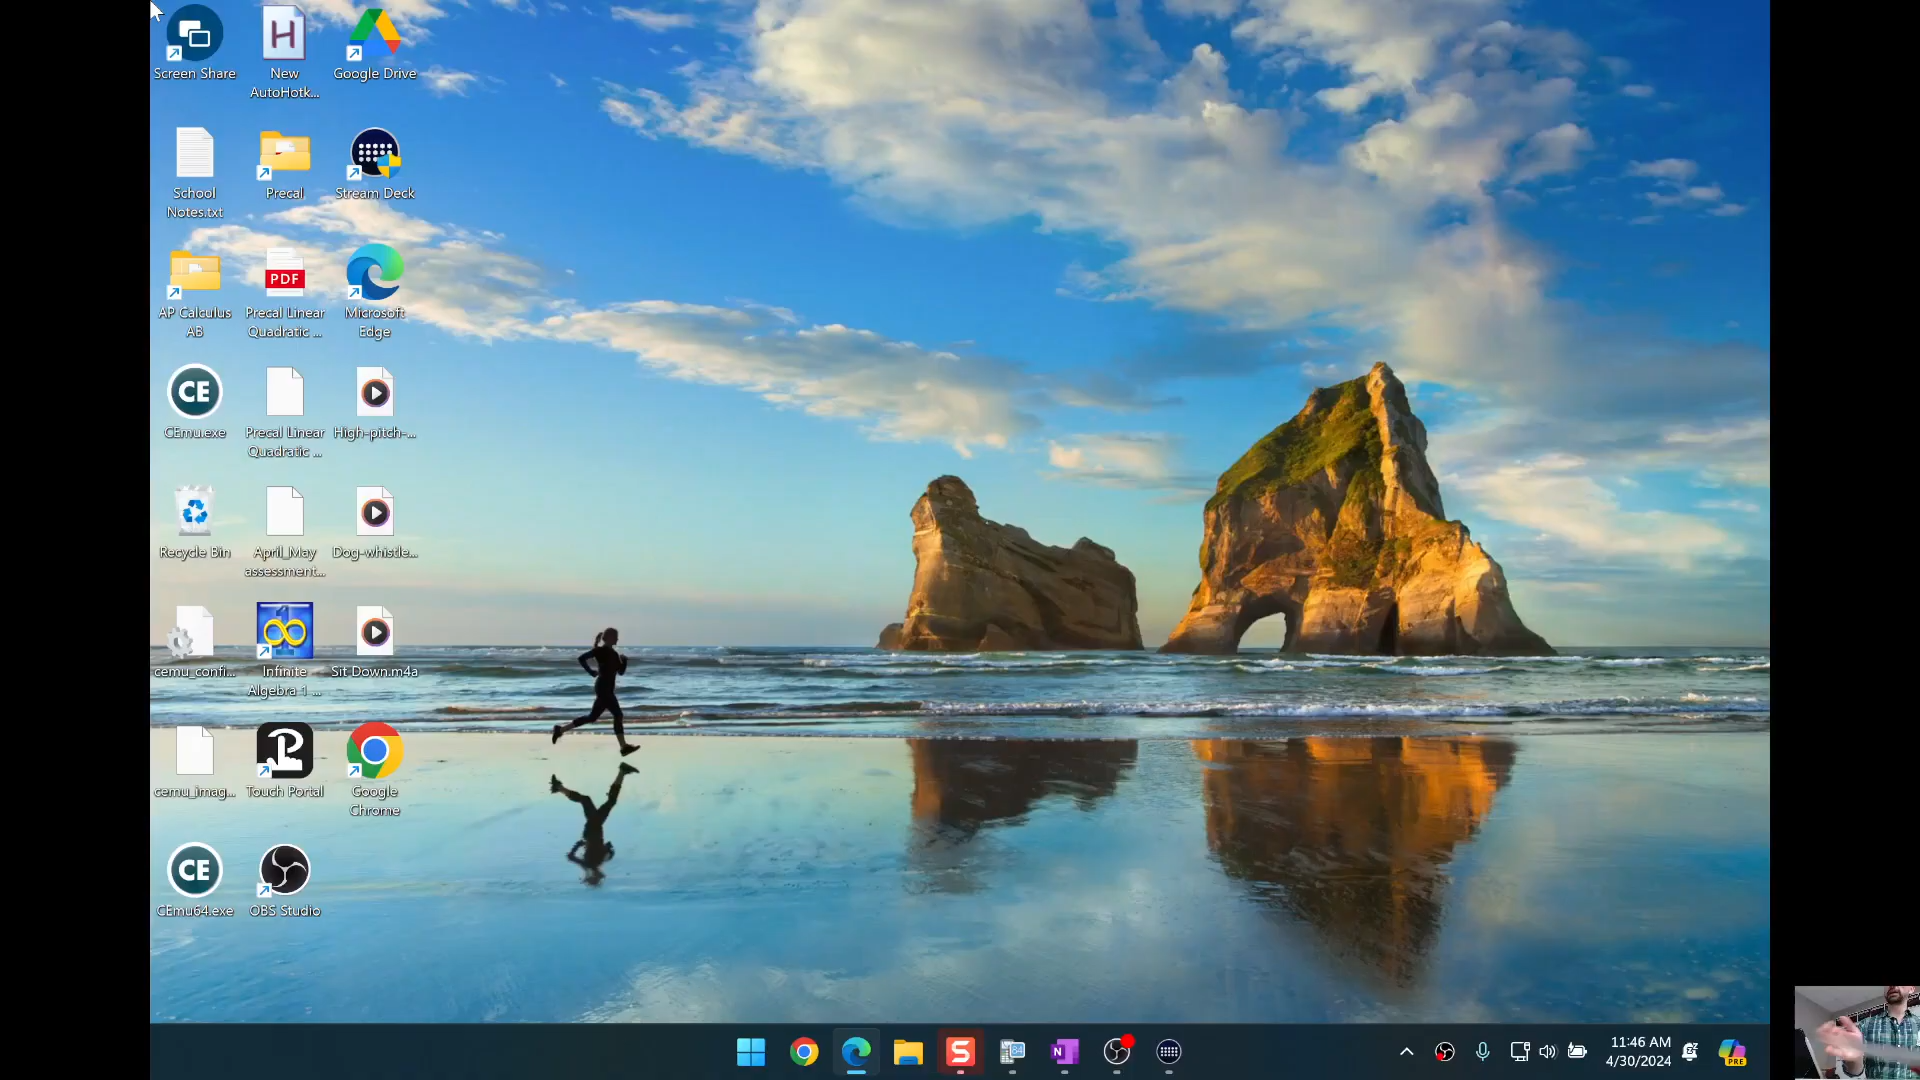 Screen Share
New
AutoHotk...
Google Drive
School
Notes.txt
Precal
Stream Deck
AP Calculus
AB
PDF
Precal Linear
Quadratic ...
Microsoft
Edge
CE
CEmu.exe
Precal Linear
Quadratic ...
High-pitch-...
Recycle Bin
April_May
assessment...
Dog-whistle...
cemu_confi...
Infinite
Algebra 1 ...
Sit Down.m4a
cemu_imag...
Touch Portal
Google
Chrome
CE
CEmu64.exe
OBS Studio
S
84
N
11:46 AM
4/30/2024
PRE